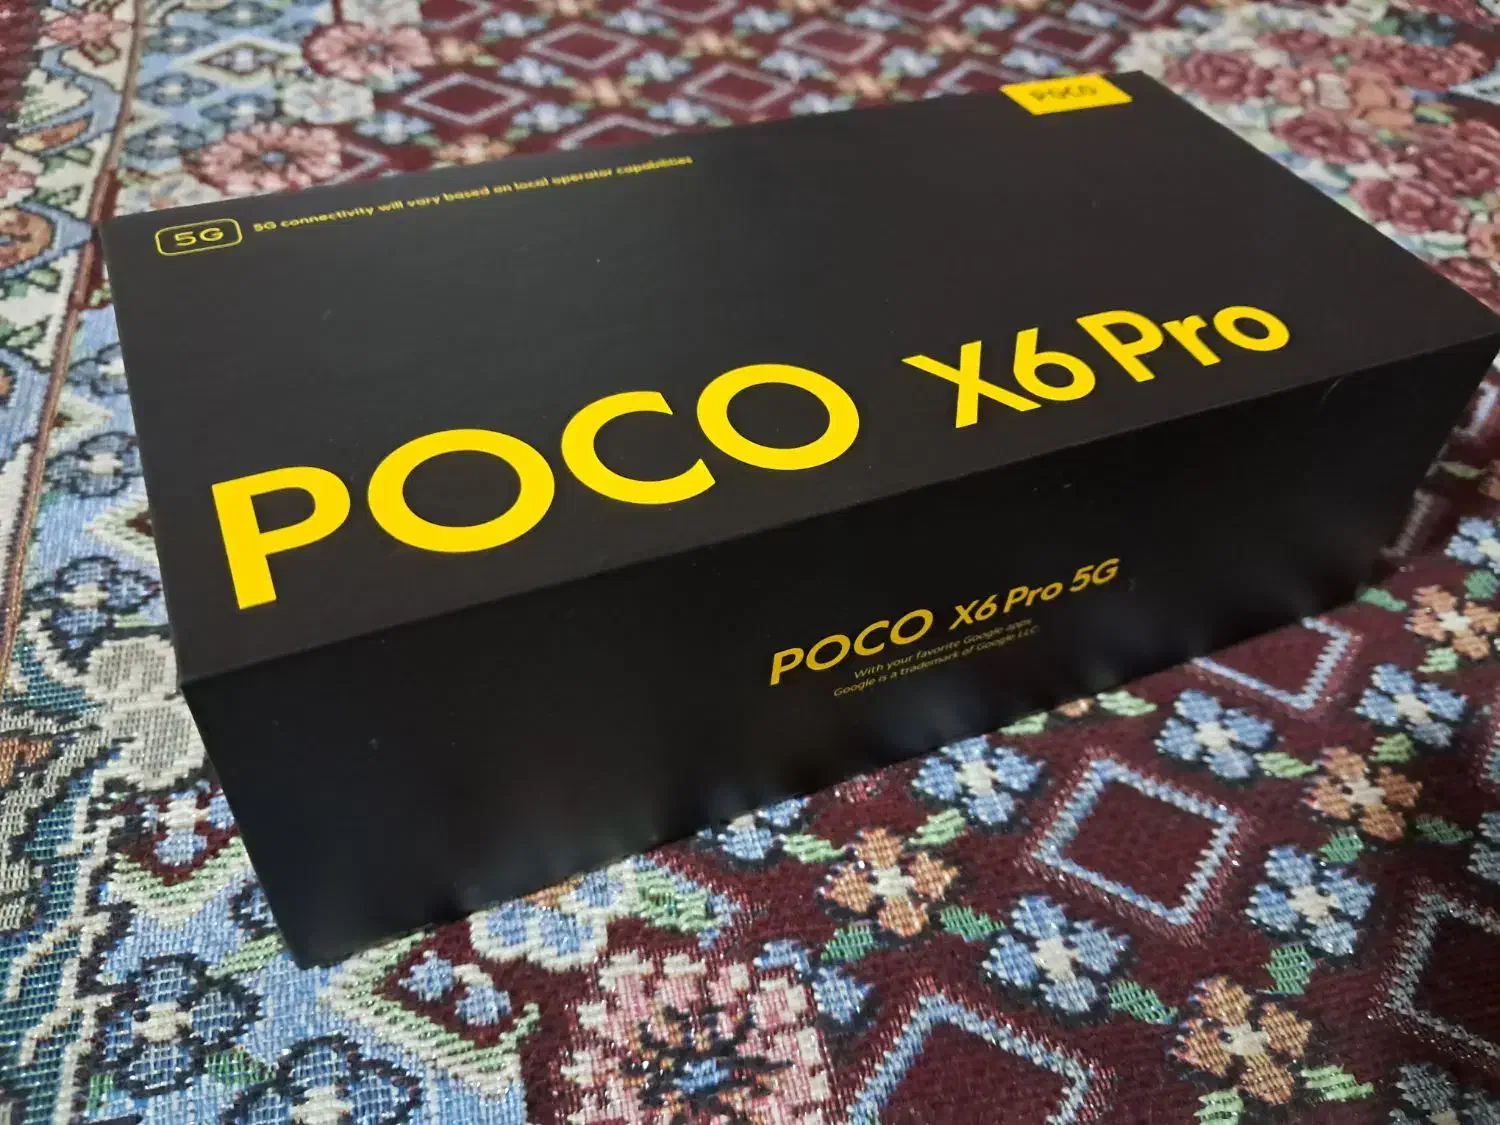 POCO
5G 5G connectivity will vary based on local operator capabilities
POCO X6 Pro
POCO X6 Pro 5G
With your favorite Google apps
Google is a trademark of Google LLC.